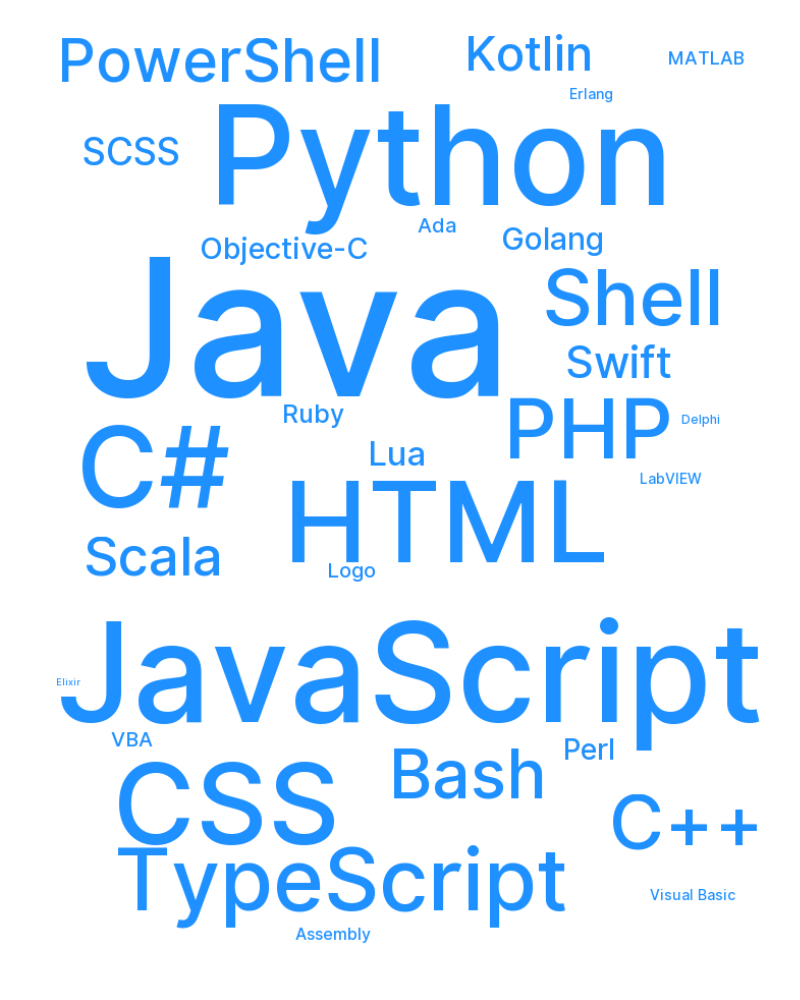 PowerShell
Kotlin
MATLAB
Erlang
Python
SCSS
Ada
Golang
Objective-C
Java
Shell
Swift
PHP
Ruby
Delphi
C#
Lua
LabVIEW
HTML
Scala
Logo
JavaScript
Elixir
VBA
Perl
Bash
CSS
C++
TypeScript
Visual Basic
Assembly